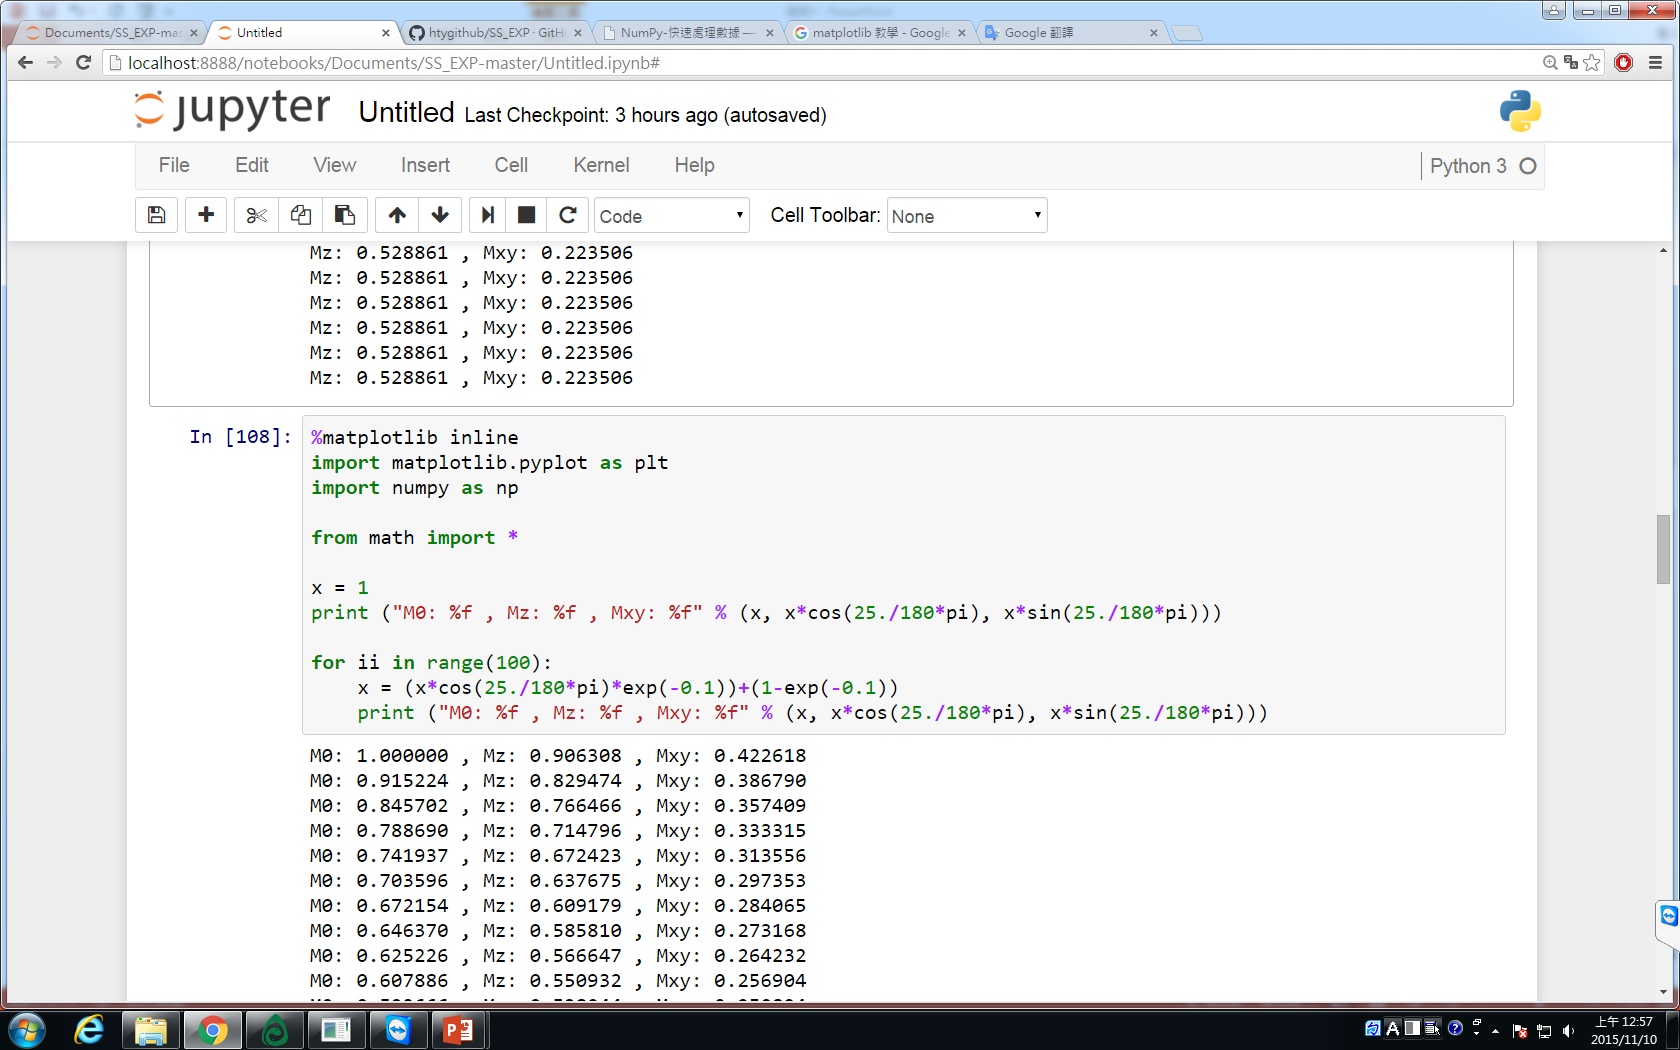 Documents/SS_EXP-mas
Untitled
htygithub/SS_EXP · GitH
NumPy-快速處理數據 —
matplotlib 教學 - Google
Google 翻譯
localhost:8888/notebooks/Documents/SS_EXP-master/Untitled.ipynb#
jupyter Untitled Last Checkpoint: 3 hours ago (autosaved)
File Edit View Insert Cell Kernel Help Python 3
Code Cell Toolbar: None
Mz: 0.528861 , Mxy: 0.223506
Mz: 0.528861 , Mxy: 0.223506
Mz: 0.528861 , Mxy: 0.223506
Mz: 0.528861 , Mxy: 0.223506
Mz: 0.528861 , Mxy: 0.223506
Mz: 0.528861 , Mxy: 0.223506
In [108]: %matplotlib inline
import matplotlib.pyplot as plt
import numpy as np
from math import *
x = 1
print ("M0: %f , Mz: %f , Mxy: %f" % (x, x*cos(25./180*pi), x*sin(25./180*pi)))
for ii in range(100):
x = (x*cos(25./180*pi)*exp(-0.1))+(1-exp(-0.1))
print ("M0: %f , Mz: %f , Mxy: %f" % (x, x*cos(25./180*pi), x*sin(25./180*pi)))
M0: 1.000000 , Mz: 0.906308 , Mxy: 0.422618
M0: 0.915224 , Mz: 0.829474 , Mxy: 0.386790
M0: 0.845702 , Mz: 0.766466 , Mxy: 0.357409
M0: 0.788690 , Mz: 0.714796 , Mxy: 0.333315
M0: 0.741937 , Mz: 0.672423 , Mxy: 0.313556
M0: 0.703596 , Mz: 0.637675 , Mxy: 0.297353
M0: 0.672154 , Mz: 0.609179 , Mxy: 0.284065
M0: 0.646370 , Mz: 0.585810 , Mxy: 0.273168
M0: 0.625226 , Mz: 0.566647 , Mxy: 0.264232
M0: 0.607886 , Mz: 0.550932 , Mxy: 0.256904
上午 12:57
2015/11/10